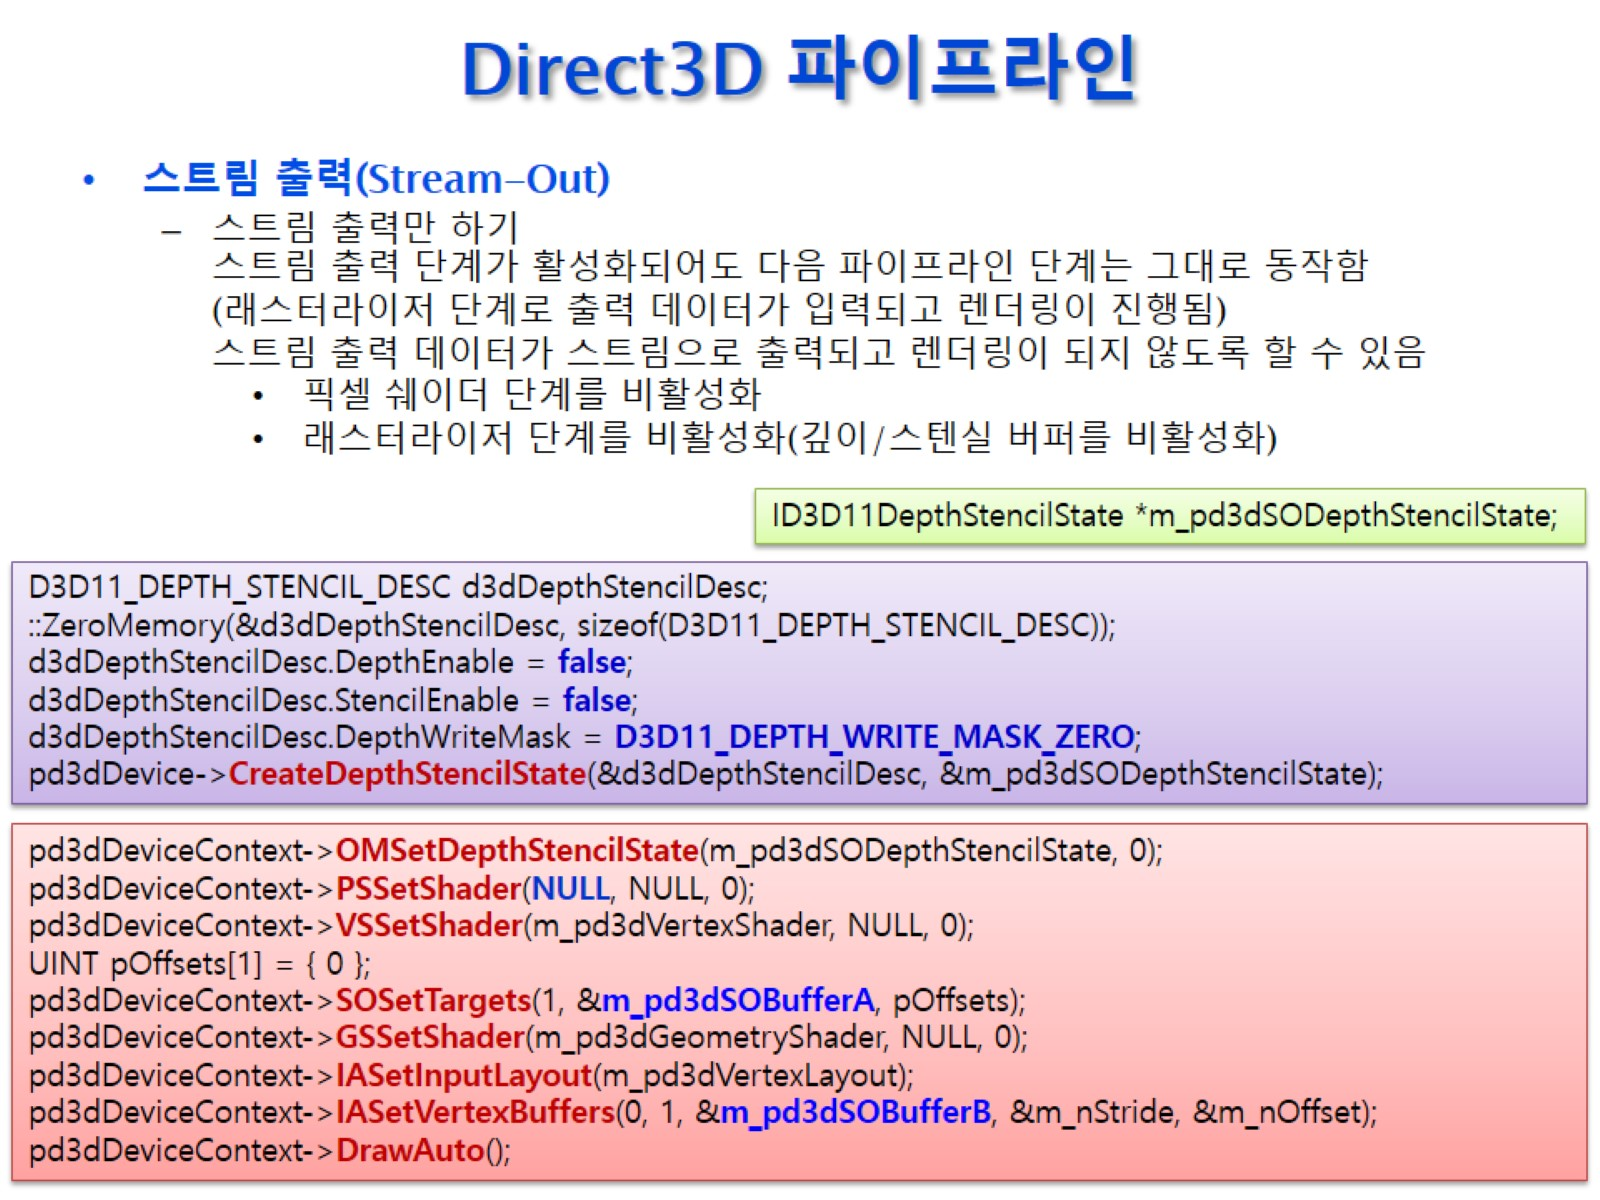 Direct3D 파이프라인
• 스트림 출력(Stream-Out)
– 스트림 출력만 하기
스트림 출력 단계가 활성화되어도 다음 파이프라인 단계는 그대로 동작함
(래스터라이저 단계로 출력 데이터가 입력되고 렌더링이 진행됨)
스트림 출력 데이터가 스트림으로 출력되고 렌더링이 되지 않도록 할 수 있음
• 픽셀 쉐이더 단계를 비활성화
• 래스터라이저 단계를 비활성화(깊이/스텐실 버퍼를 비활성화)
ID3D11DepthStencilState *m_pd3dSODepthStencilState;
D3D11_DEPTH_STENCIL_DESC d3dDepthStencilDesc;
::ZeroMemory(&d3dDepthStencilDesc, sizeof(D3D11_DEPTH_STENCIL_DESC));
d3dDepthStencilDesc.DepthEnable = false;
d3dDepthStencilDesc.StencilEnable = false;
d3dDepthStencilDesc.DepthWriteMask = D3D11_DEPTH_WRITE_MASK_ZERO;
pd3dDevice->CreateDepthStencilState(&d3dDepthStencilDesc, &m_pd3dSODepthStencilState);
pd3dDeviceContext->OMSetDepthStencilState(m_pd3dSODepthStencilState, 0);
pd3dDeviceContext->PSSetShader(NULL, NULL, 0);
pd3dDeviceContext->VSSetShader(m_pd3dVertexShader, NULL, 0);
UINT pOffsets[1] = { 0 };
pd3dDeviceContext->SOSetTargets(1, &m_pd3dSOBufferA, pOffsets);
pd3dDeviceContext->GSSetShader(m_pd3dGeometryShader, NULL, 0);
pd3dDeviceContext->IASetInputLayout(m_pd3dVertexLayout);
pd3dDeviceContext->IASetVertexBuffers(0, 1, &m_pd3dSOBufferB, &m_nStride, &m_nOffset);
pd3dDeviceContext->DrawAuto();